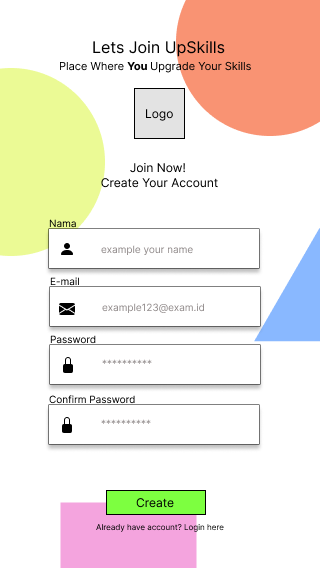 Lets Join UpSkills
Place Where You Upgrade Your Skills
Logo
Join Now!
Create Your Account
Nama
example your name
E-mail
example123@exam.id
Password
**********
Confirm Password
**********
Create
Already have account? Login here